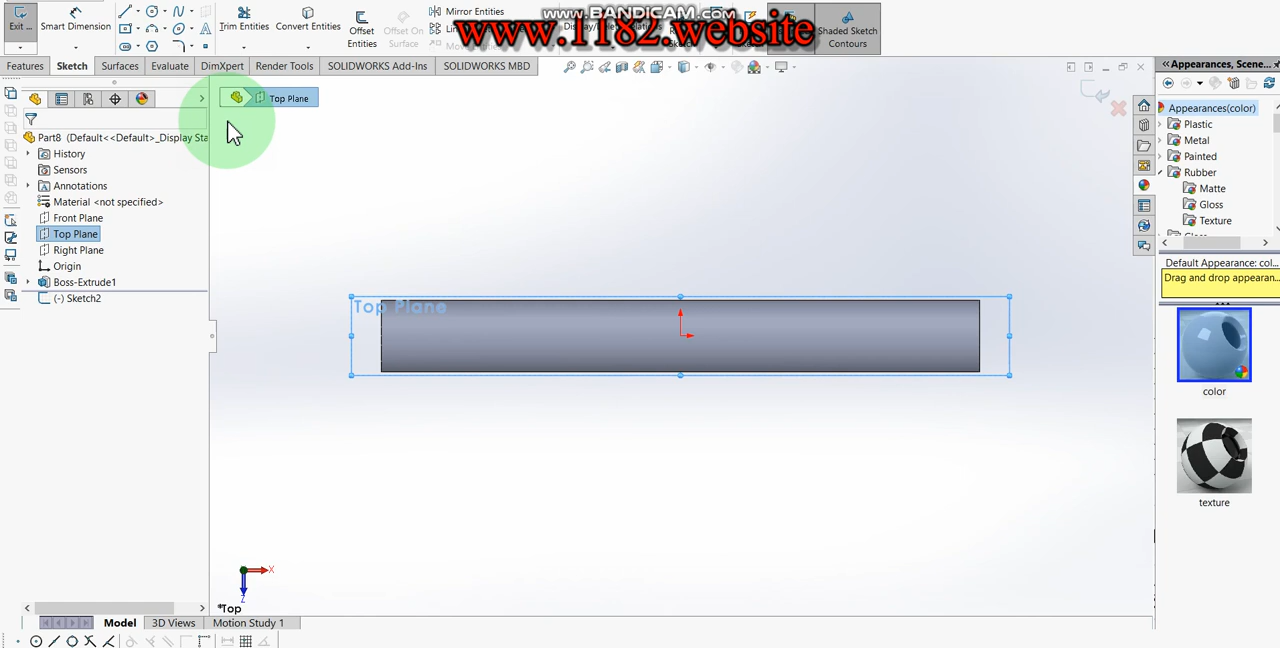 www.BANDICAM.com
www.1182.website
Exit ...
Smart Dimension
Trim Entities
Convert Entities
Offset Entities
Offset On Surface
Mirror Entities
Shaded Sketch Contours
Features
Sketch
Surfaces
Evaluate
DimXpert
Render Tools
SOLIDWORKS Add-Ins
SOLIDWORKS MBD
Top Plane
Part8 (Default<<Default>_Display Sta
History
Sensors
Annotations
Material <not specified>
Front Plane
Top Plane
Right Plane
Origin
Boss-Extrude1
(-) Sketch2
Top Plane
X
Z
*Top
Model
3D Views
Motion Study 1
Appearances, Scene...
Appearances(color)
Plastic
Metal
Painted
Rubber
Matte
Gloss
Texture
Default Appearance: col...
Drag and drop appearan...
color
texture